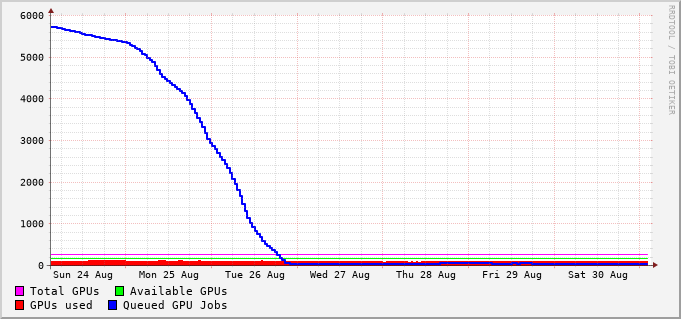 RRDTOOL / TOBI OETIKER
6000
5000
4000
3000
2000
1000
0
Sun 24 Aug Mon 25 Aug Tue 26 Aug Wed 27 Aug Thu 28 Aug Fri 29 Aug Sat 30 Aug
Total GPUs Available GPUs
GPUs used Queued GPU Jobs